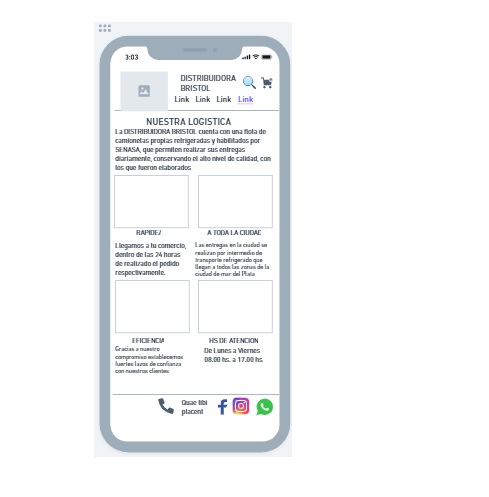 3:03
DISTRIBUIDORA
BRISTOL
Link Link Link Link
NUESTRA LOGISTICA
La DISTRIBUIDORA BRISTOL cuenta con una flota de
camionetas propias refrigeradas y habilitados por
SENASA, que permiten realizar sus entregas
diariamente, conservando el alto nivel de calidad, con
los que fueron elaborados
RAPIDEZ
A TODA LA CIUDAD
Llegamos a tu comercio,
dentro de las 24 horas
de realizado el pedido
respectivamente.
Las entregas en la ciudad se
realizan por intermedio de
transporte refrigerado que
llegan a todos las zonas de la
ciudad de mar del Plata
EFICIENCIA
Gracias a nuestro
compromiso establecemos
fuertes lazos de confianza
con nuestros clientes
HS DE ATENCION
De Lunes a Viernes
08.00 hs. a 17.00 hs.
Quae tibi
placent